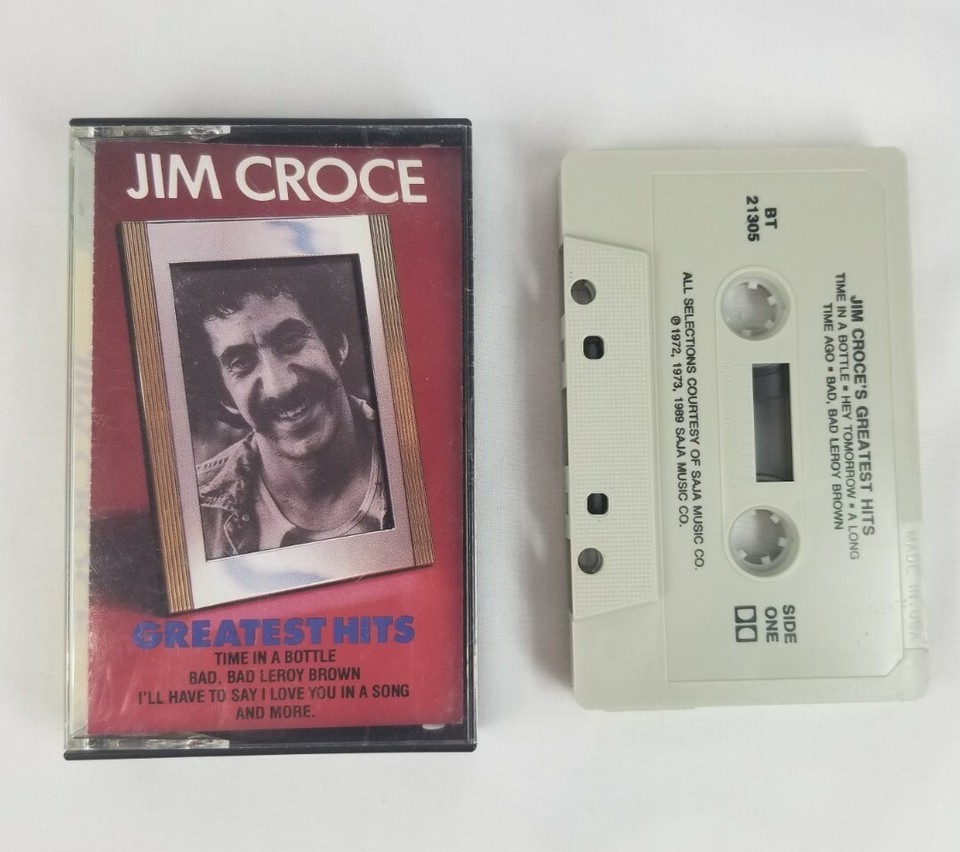 JIM CROCE
GREATEST HITS
TIME IN A BOTTLE
BAD, BAD LEROY BROWN
I'LL HAVE TO SAY I LOVE YOU IN A SONG
AND MORE.
BT
21305
JIM CROCE'S GREATEST HITS
TIME IN A BOTTLE ▪ HEY TOMORROW ▪ A LONG
TIME AGO ▪ BAD, BAD LEROY BROWN
ALL SELECTIONS COURTESY OF SAJA MUSIC CO.
℗1972, 1973, 1989 SAJA MUSIC CO.
SIDE
ONE
MADE IN USA